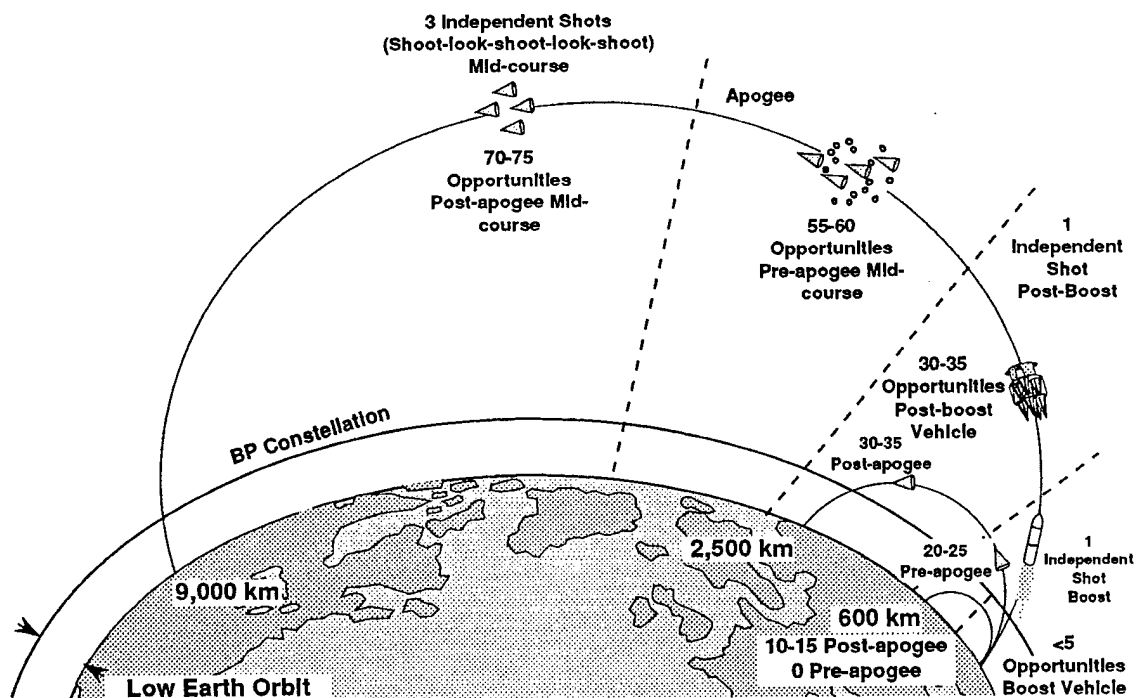 3 Independent Shots
(Shoot-look-shoot-look-shoot)
Mid-course
Apogee
70-75
Opportunities
Post-apogee Mid-
course
55-60
Opportunities
Pre-apogee Mid-
course
1
Independent
Shot
Post-Boost
30-35
Opportunities
Post-boost
Vehicle
BP Constellation
30-35
Post-apogee
2,500 km
20-25
Pre-apogee
1
Independent
Shot
Boost
9,000 km
600 km
10-15 Post-apogee
0 Pre-apogee
<5
Opportunities
Boost Vehicle
Low Earth Orbit